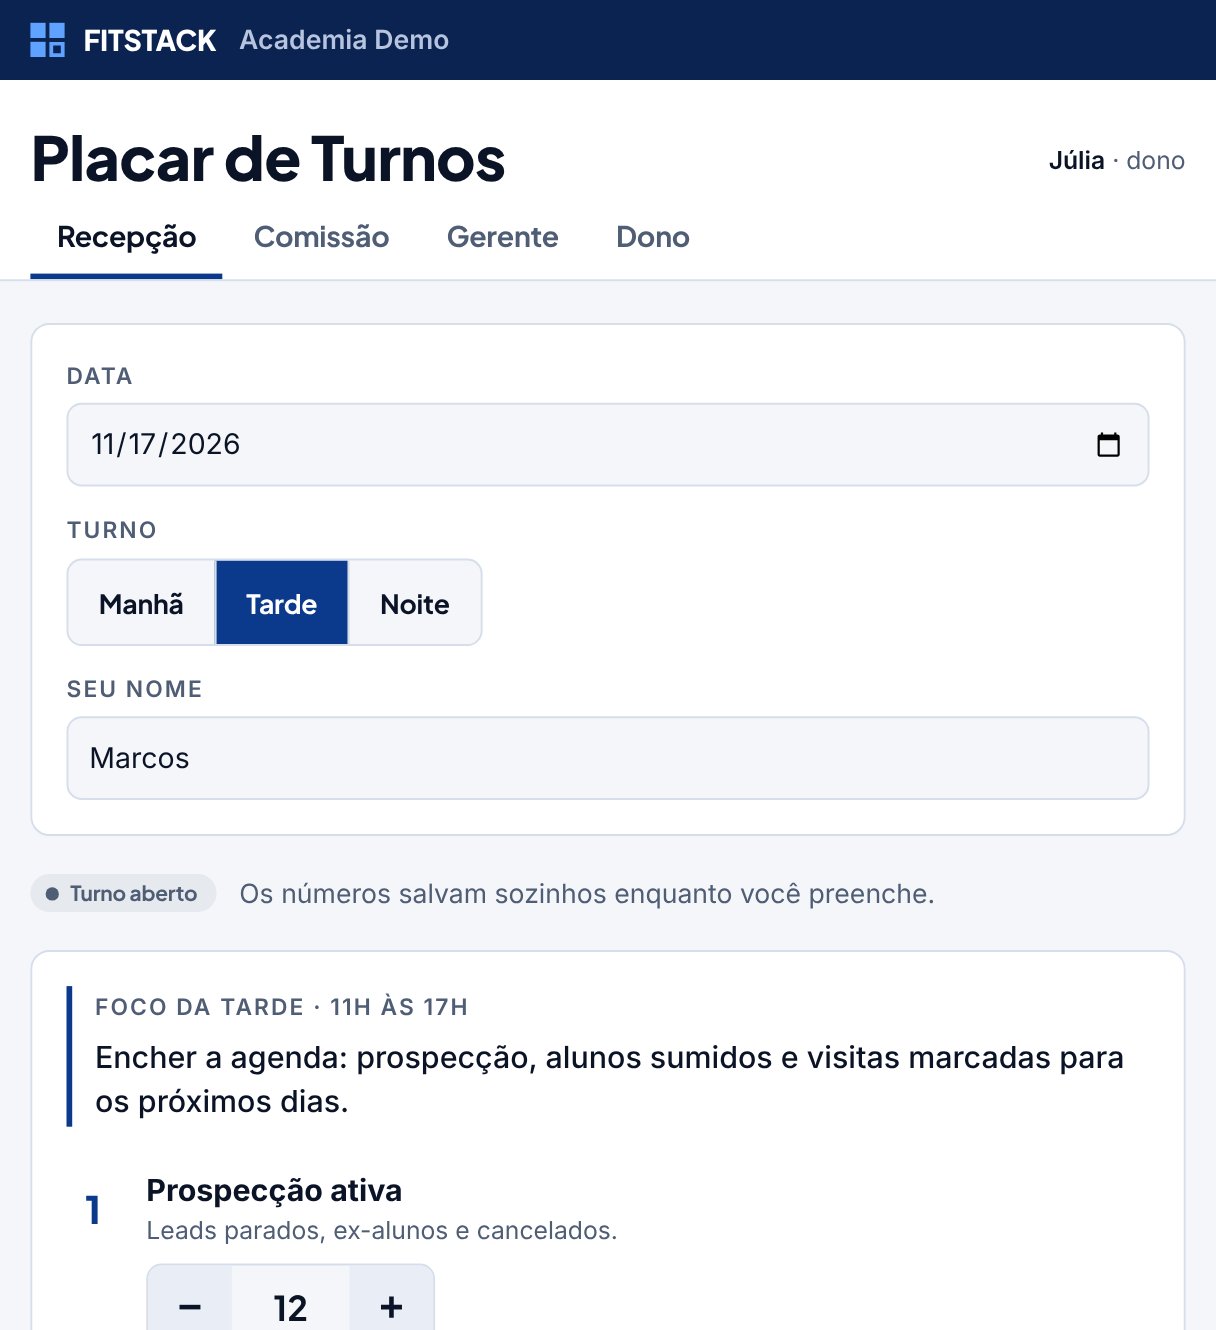 FITSTACK Academia Demo
Placar de Turnos
Júlia · dono
Recepção Comissão Gerente Dono
DATA
11/17/2026
TURNO
Manhã Tarde Noite
SEU NOME
Marcos
Turno aberto Os números salvam sozinhos enquanto você preenche.
FOCO DA TARDE · 11H ÀS 17H
Encher a agenda: prospecção, alunos sumidos e visitas marcadas para
os próximos dias.
1 Prospecção ativa
Leads parados, ex-alunos e cancelados.
− 12 +